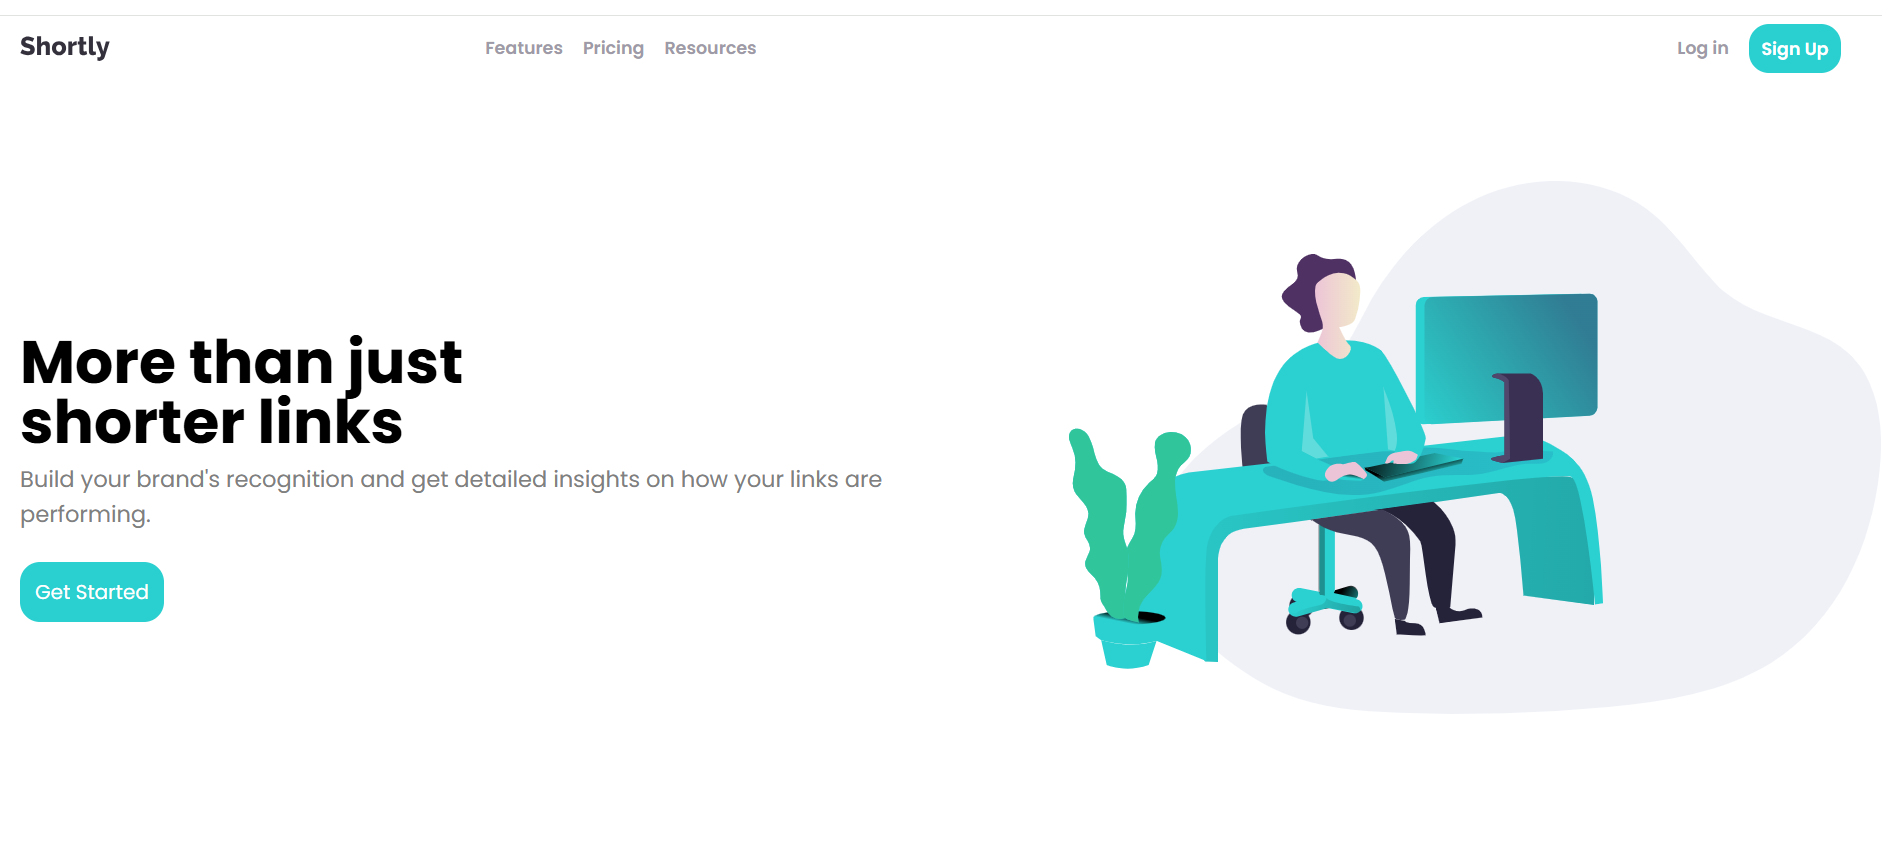 Shortly
Features Pricing Resources
Log in Sign Up
More than just
shorter links
Build your brand's recognition and get detailed insights on how your links are
performing.
Get Started